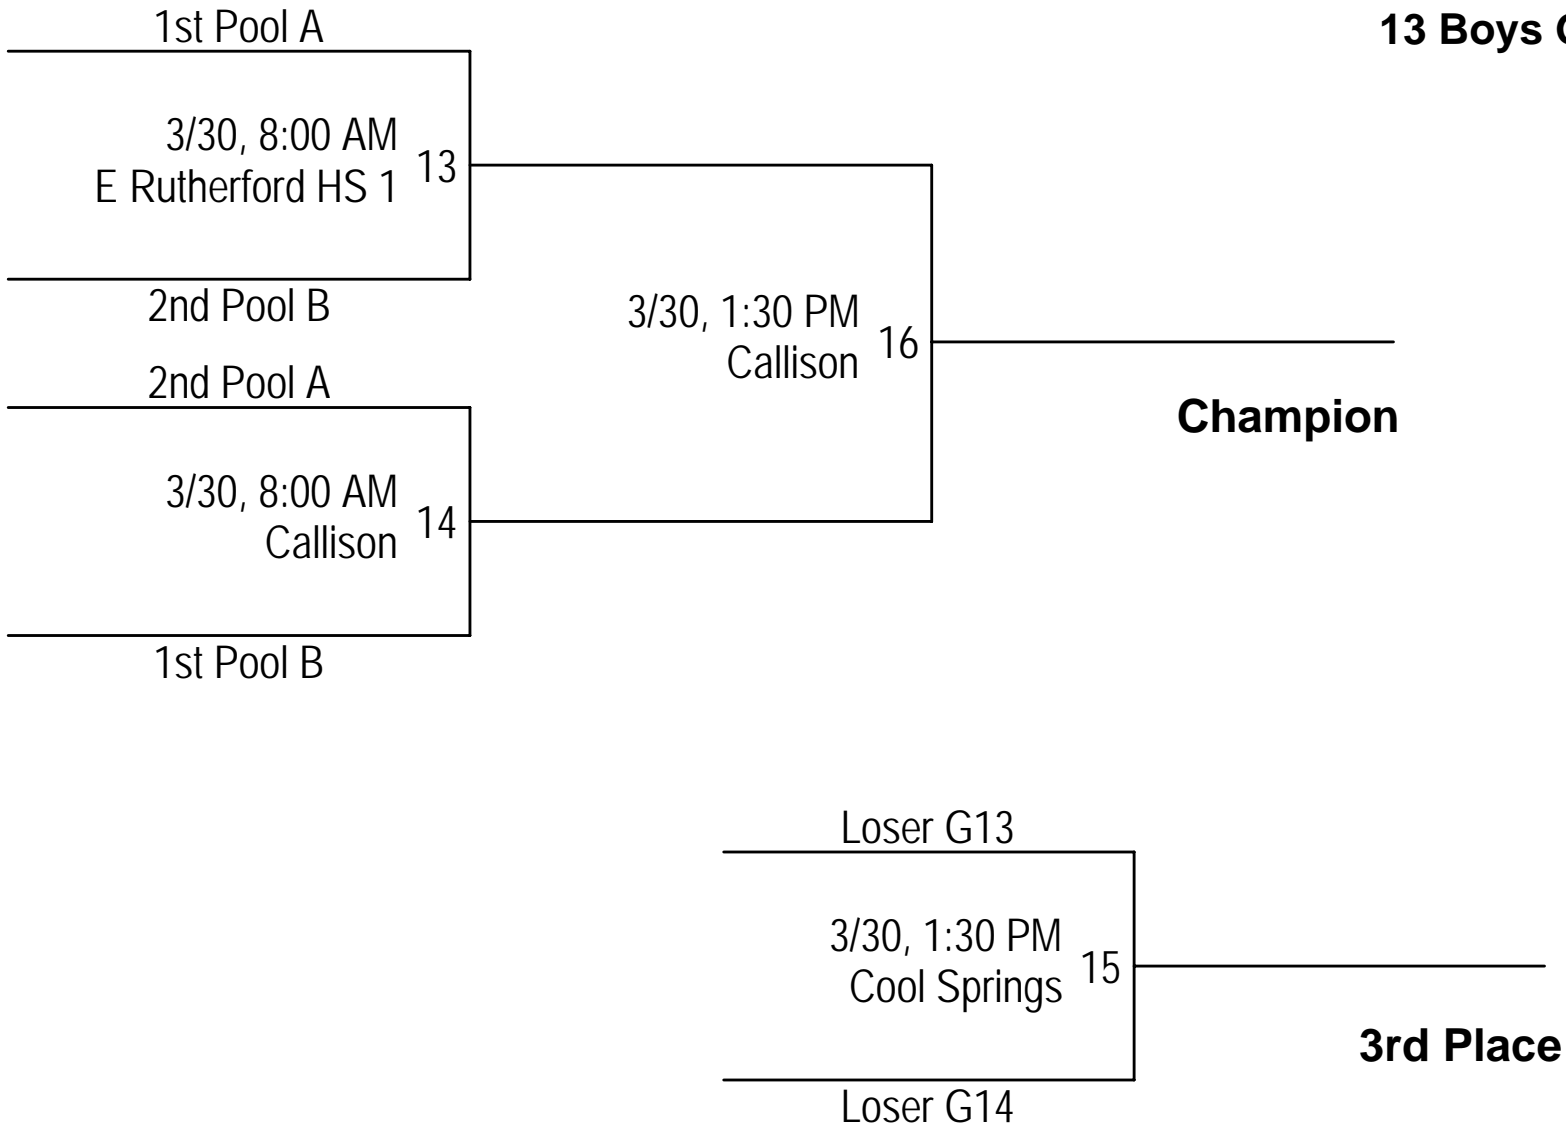 1st Pool A
13 Boys
3/30, 8:00 AM
E Rutherford HS 1
13
2nd Pool B
3/30, 1:30 PM
Callison
16
2nd Pool A
Champion
3/30, 8:00 AM
Callison
14
1st Pool B
Loser G13
3/30, 1:30 PM
Cool Springs
15
3rd Place
Loser G14